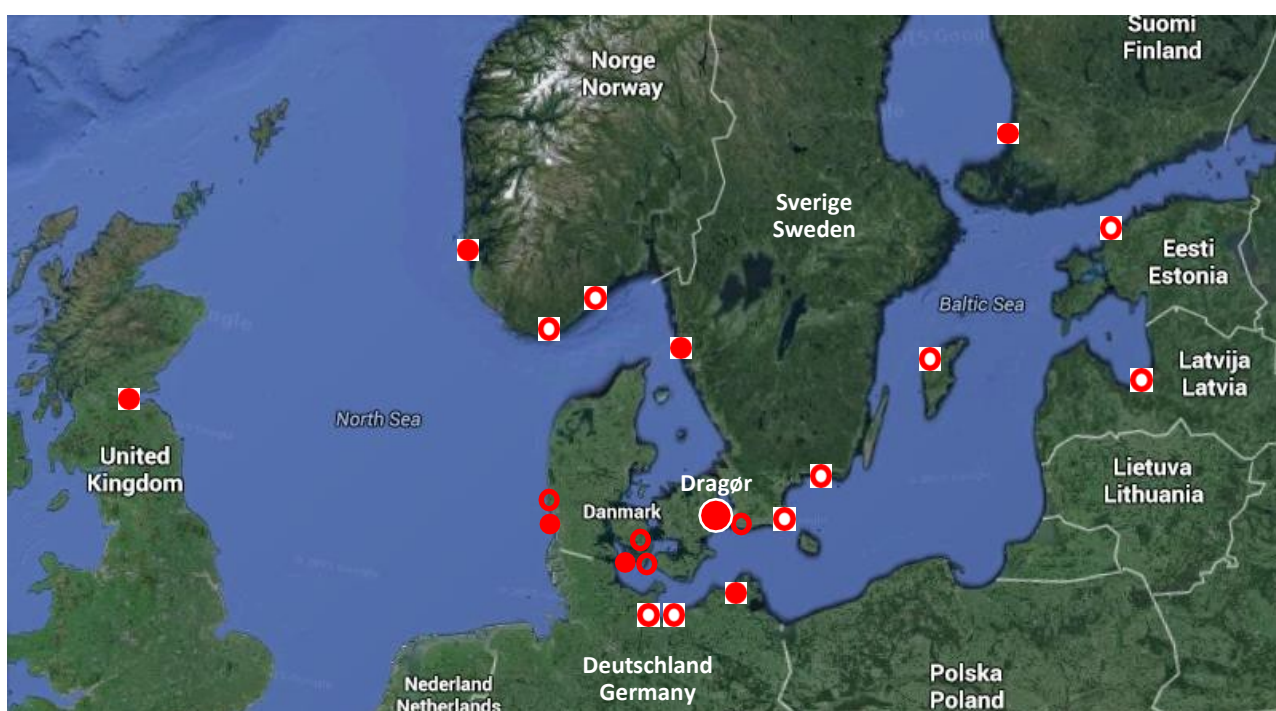 Suomi
Finland
Norge
Norway
Sverige
Sweden
Eesti
Estonia
Baltic Sea
Latvija
Latvia
North Sea
United
Kingdom
Lietuva
Lithuania
Dragør
Danmark
Deutschland
Germany
Polska
Poland
Nederland
Netherlands